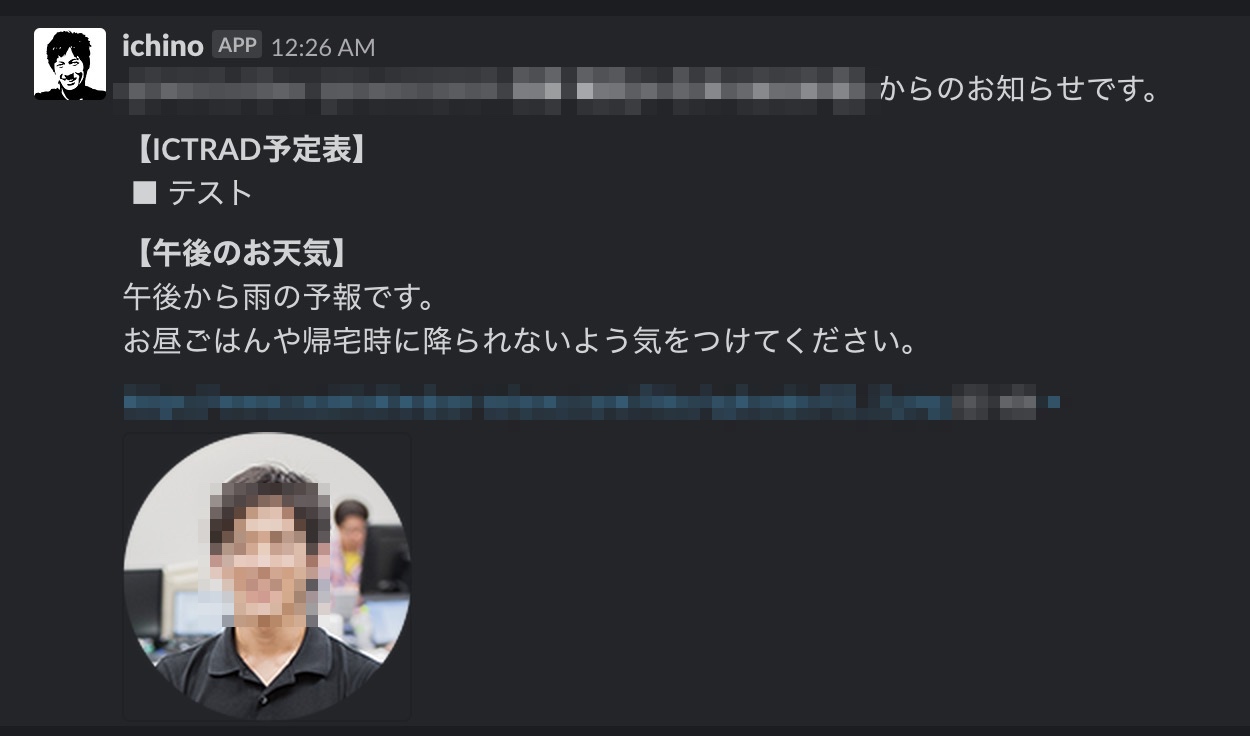 ichino APP 12:26 AM
からのお知らせです。
【ICTRAD予定表】
■ テスト
【午後のお天気】
午後から雨の予報です。
お昼ごはんや帰宅時に降られないよう気をつけてください。